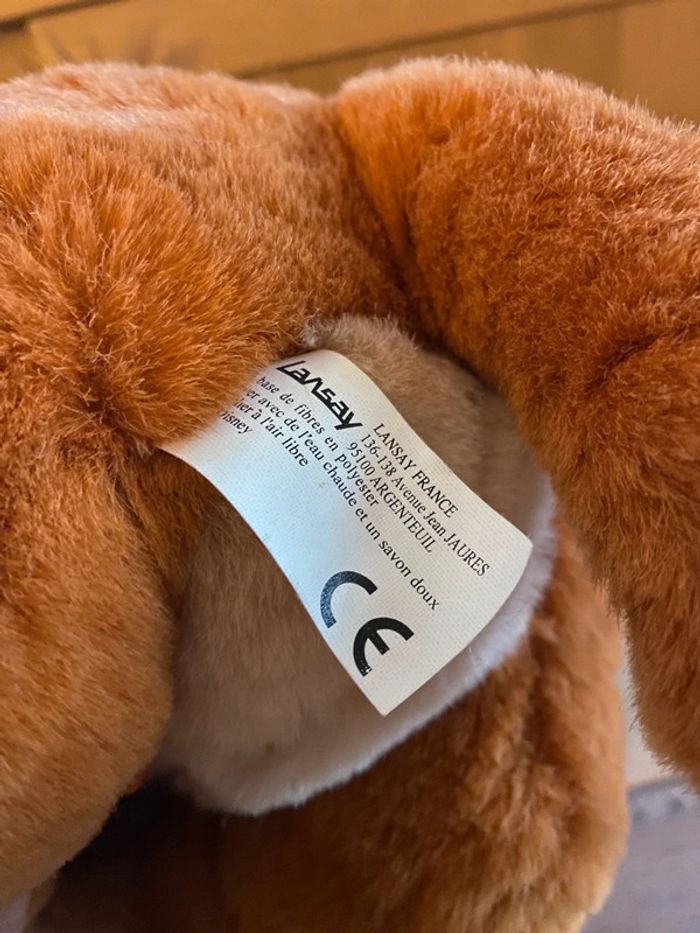 Lansay
LANSAY FRANCE
136-138 Avenue Jean JAURES
95100 ARGENTEUIL
base de fibres en polyester
avec de l'eau chaude et un savon doux
à l'air libre
CE